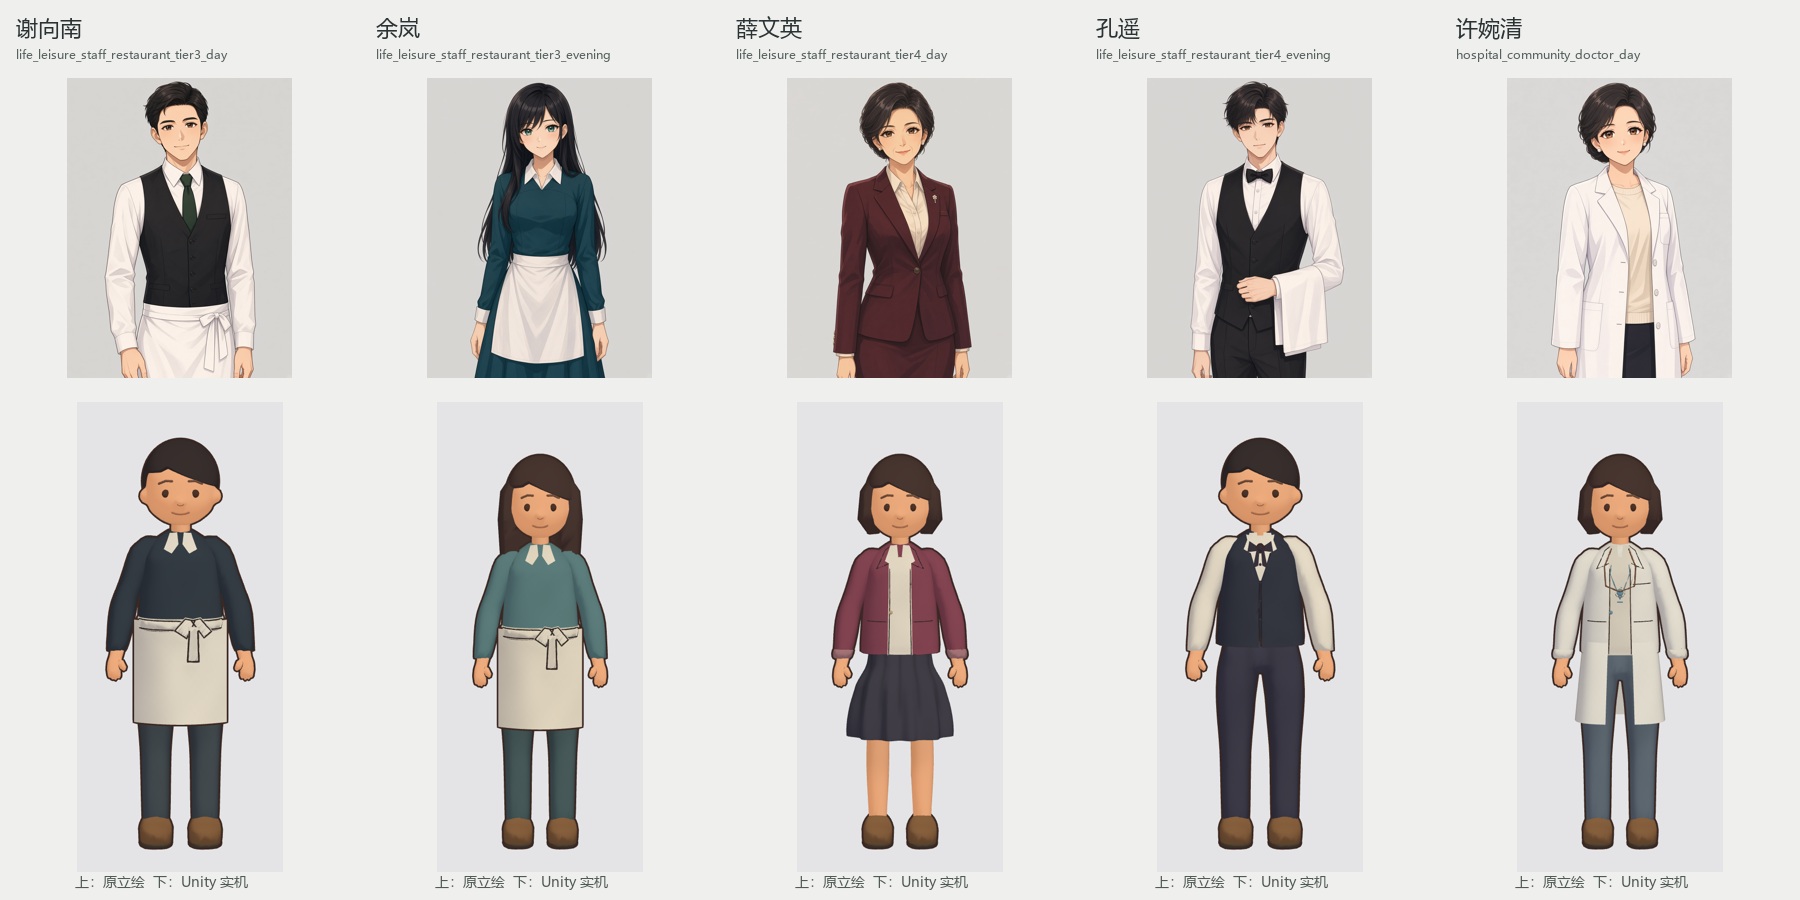 谢向南
life_leisure_staff_restaurant_tier3_day
余岚
life_leisure_staff_restaurant_tier3_evening
薛文英
life_leisure_staff_restaurant_tier4_day
孔遥
life_leisure_staff_restaurant_tier4_evening
许婉清
hospital_community_doctor_day
上：原立绘 下：Unity 实机
上：原立绘 下：Unity 实机
上：原立绘 下：Unity 实机
上：原立绘 下：Unity 实机
上：原立绘 下：Unity 实机